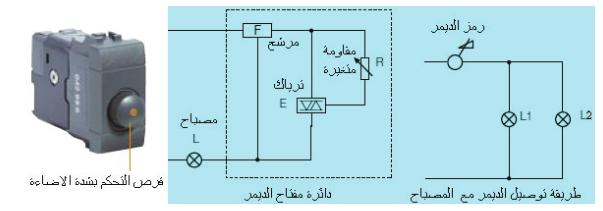 قرص التحكم بشدة الاضاءة
F
مرشح
مقاومة
متغيرة
R
ترياك
E
مصباح
L
دائرة مفتاح الديمر
رمز الديمر
L1
L2
طريقة توصيل الديمر مع المصباح